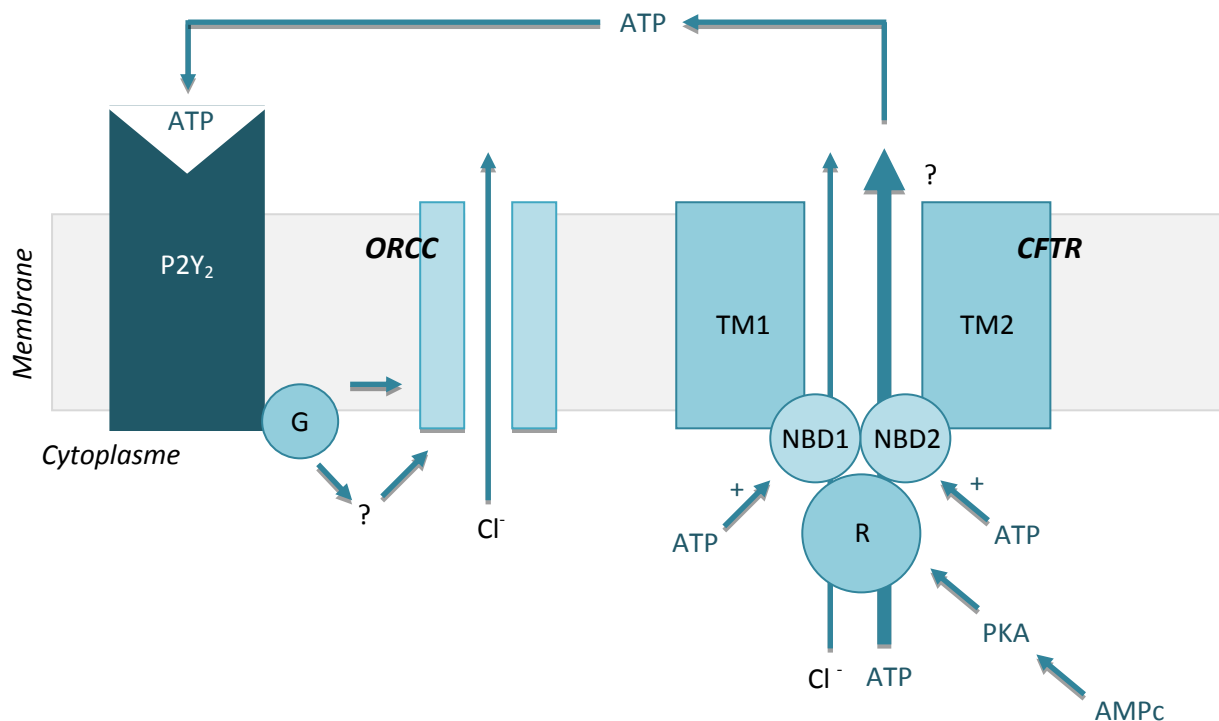 ATP
ATP
?
Membrane
P2Y₂
ORCC
CFTR
TM1
TM2
G
NBD1
NBD2
Cytoplasme
?
Cl⁻
+
+
ATP
R
ATP
PKA
Cl ⁻
ATP
AMPc